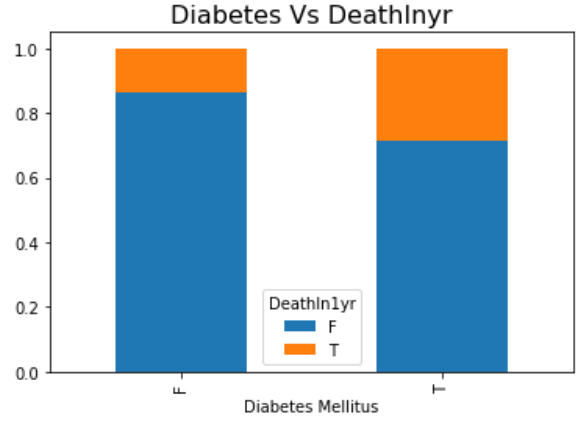 Diabetes Vs DeathInyr
1.0
0.8
0.6
0.4
0.2
0.0
DeathIn1yr
F
T
F
T
Diabetes Mellitus